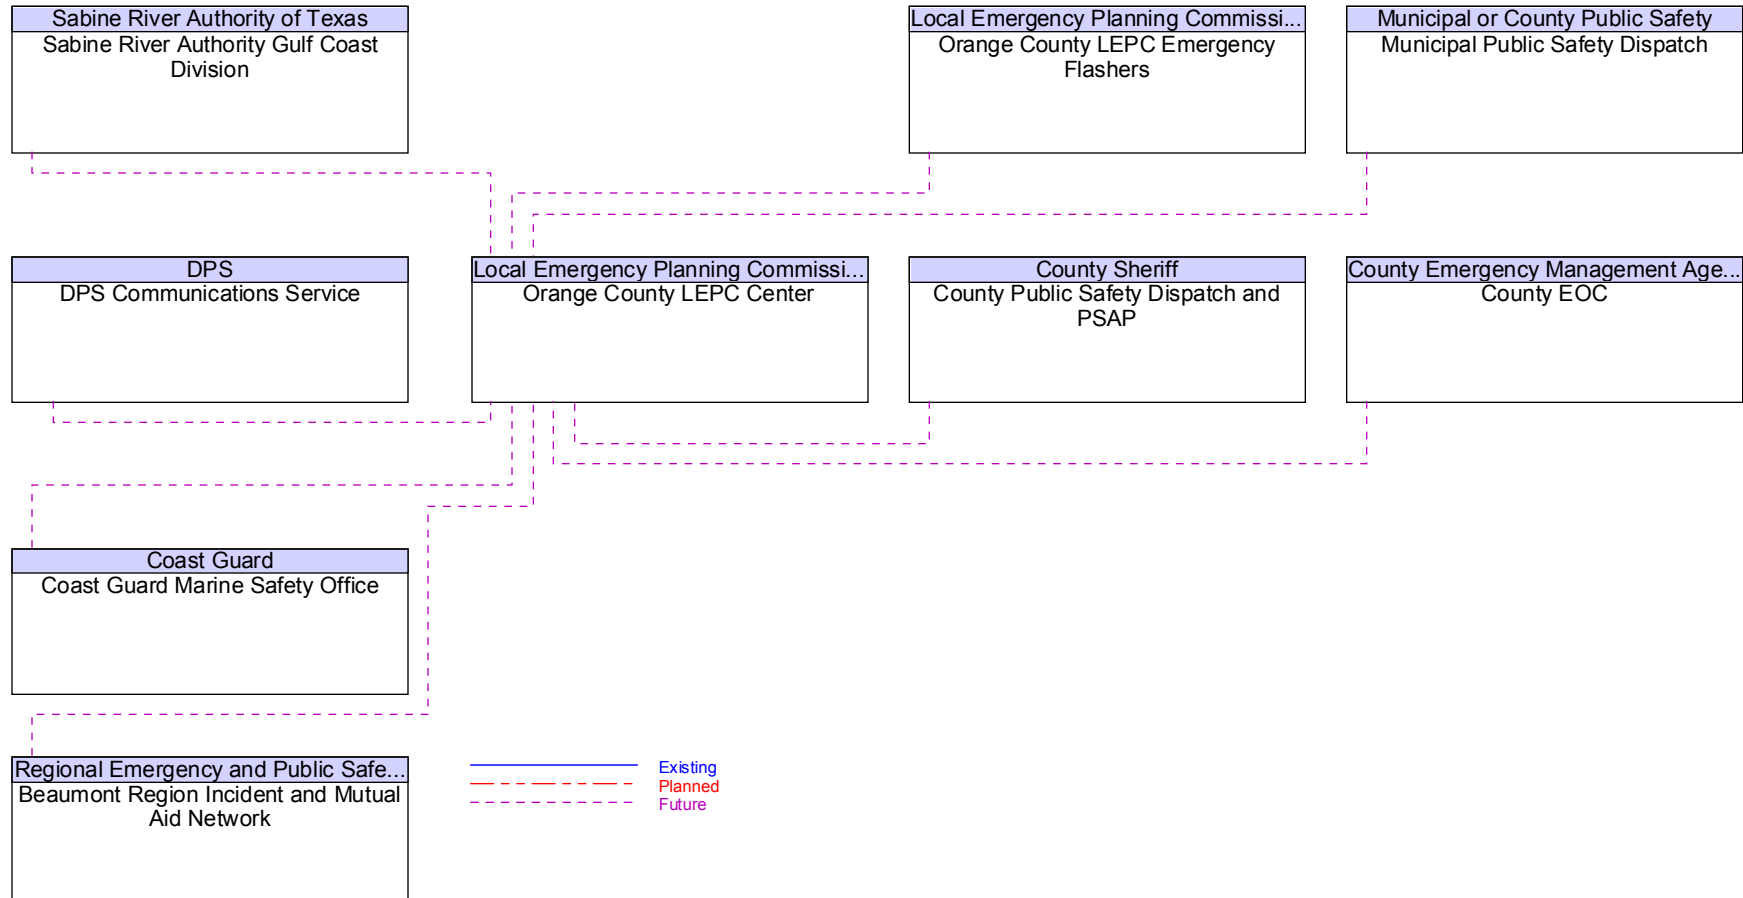 Sabine River Authority of Texas
Sabine River Authority Gulf Coast
Division
Local Emergency Planning Commissi...
Orange County LEPC Emergency
Flashers
Municipal or County Public Safety
Municipal Public Safety Dispatch
DPS
DPS Communications Service
Local Emergency Planning Commissi...
Orange County LEPC Center
County Sheriff
County Public Safety Dispatch and
PSAP
County Emergency Management Age...
County EOC
Coast Guard
Coast Guard Marine Safety Office
Regional Emergency and Public Safe...
Beaumont Region Incident and Mutual
Aid Network
Existing
Planned
Future